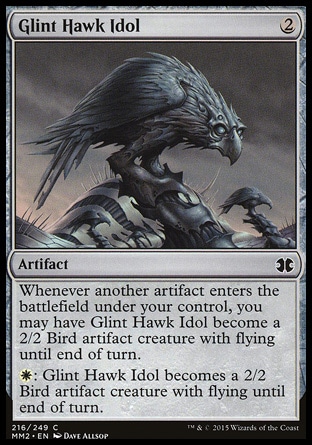 Glint Hawk Idol 2
Artifact
Whenever another artifact enters the
battlefield under your control, you
may have Glint Hawk Idol become a
2/2 Bird artifact creature with flying
until end of turn.
: Glint Hawk Idol becomes a 2/2
Bird artifact creature with flying
until end of turn.
216/249 C ™ & © 2015 Wizards of the Coast
MM2 • EN Dave Allsop